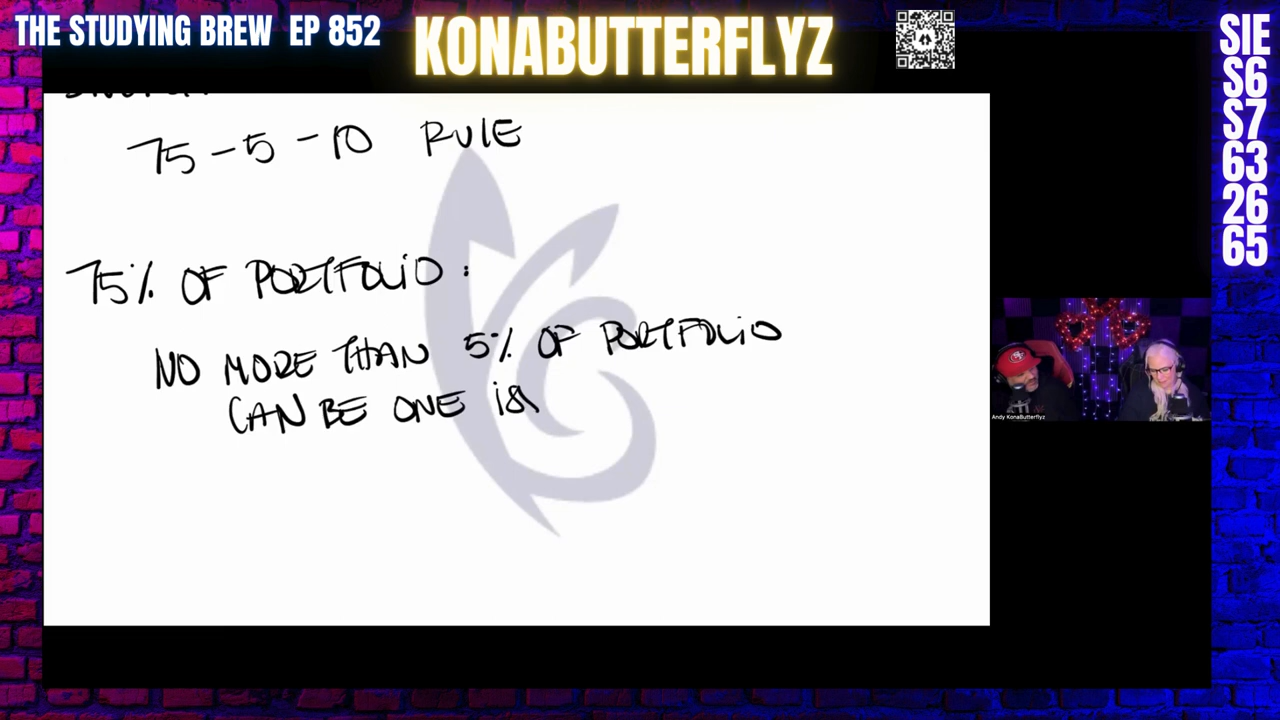 THE STUDYING BREW EP 852
KONABUTTERFLYZ
SIE
S6
S7
63
26
65
75-5-10 RULE
75% OF PORTFOLIO:
NO MORE THAN 5% OF PORTFOLIO
CAN BE ONE ISS
Andy KonaButterflyz